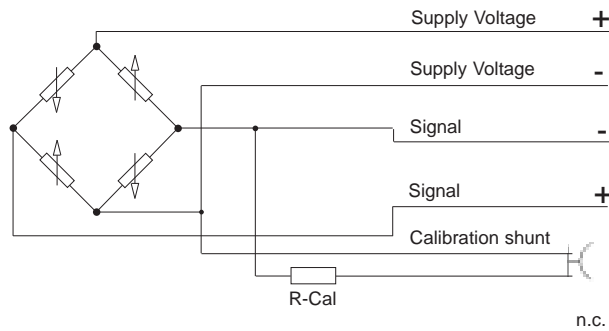 Supply Voltage +
Supply Voltage -
Signal -
Signal +
Calibration shunt
R-Cal
n.c.